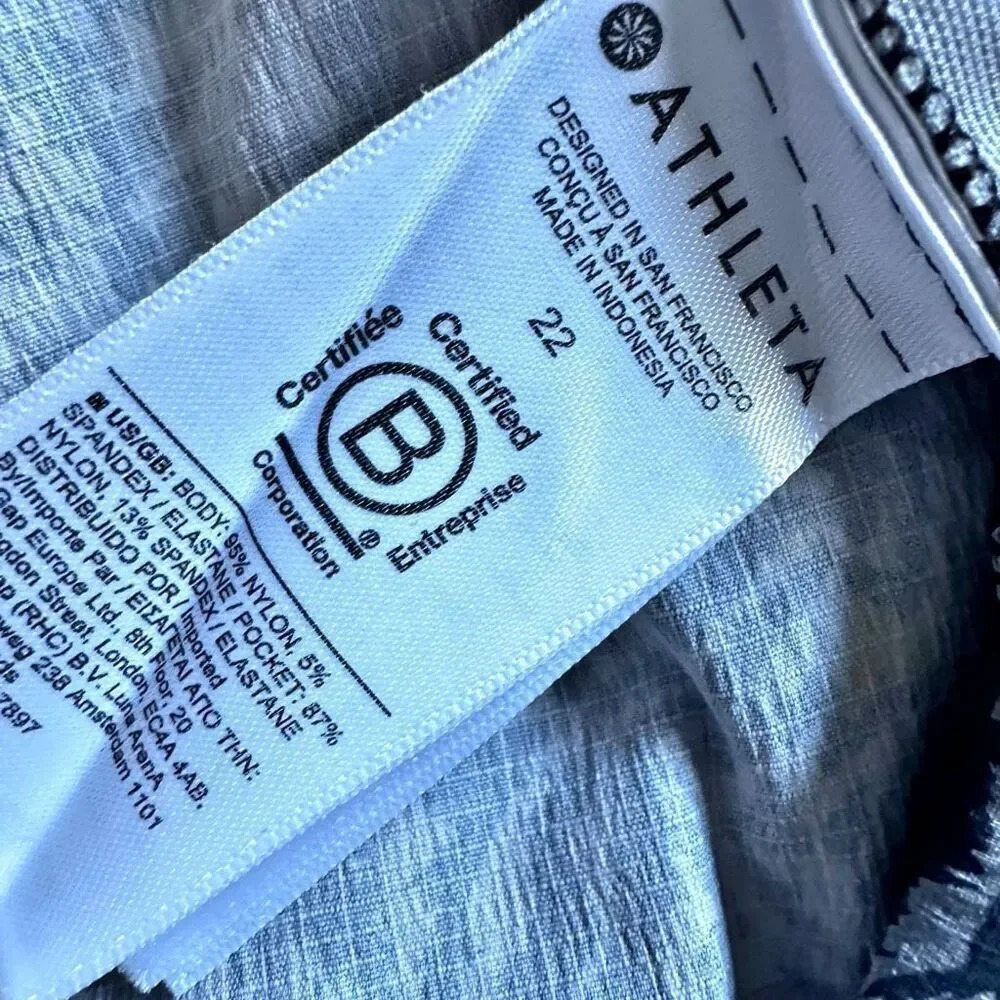 ATHLETA
DESIGNED IN SAN FRANCISCO
CONÇU À SAN FRANCISCO
MADE IN INDONESIA
22
Certified
Certifiée
B
®
Corporation
Entreprise
US/GB: BODY: 95% NYLON, 5%
SPANDEX / ELASTANE / POCKET: 87%
NYLON, 13% SPANDEX / ELASTANE
DISTRIBUIDO POR/Imported
By/Importé Par / ΕΙΣΑΓΕΤΑΙ ΑΠΟ ΤΗΝ:
Gap Europe Ltd, 8th Floor, 20
Street, London, EC4A 4AB.
(RHC) B.V. Luna ArenA
238 Amsterdam 1101
7897